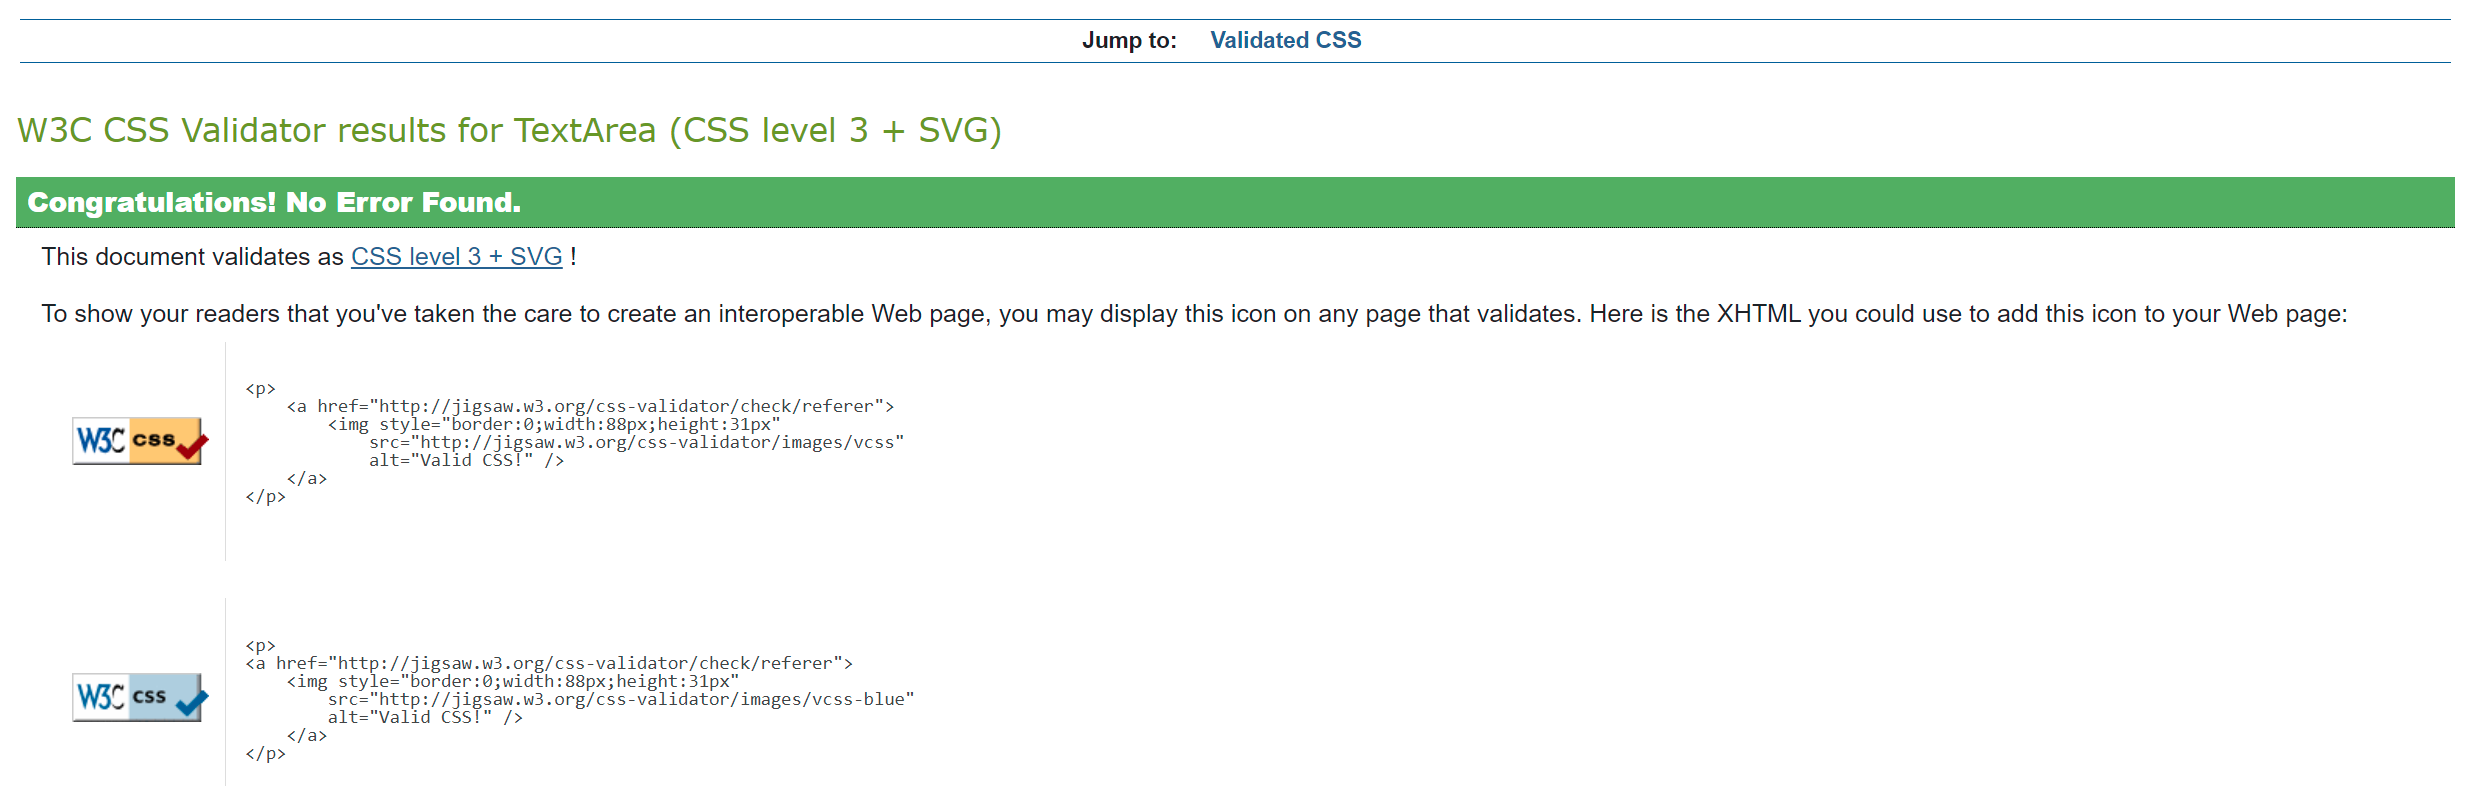 Jump to: Validated CSS
W3C CSS Validator results for TextArea (CSS level 3 + SVG)
Congratulations! No Error Found.
This document validates as CSS level 3 + SVG !
To show your readers that you've taken the care to create an interoperable Web page, you may display this icon on any page that validates. Here is the XHTML you could use to add this icon to your Web page:
W3C css
<p>
    <a href="http://jigsaw.w3.org/css-validator/check/referer">
        <img style="border:0;width:88px;height:31px"
            src="http://jigsaw.w3.org/css-validator/images/vcss"
            alt="Valid CSS!" />
    </a>
</p>
W3C css
<p>
<a href="http://jigsaw.w3.org/css-validator/check/referer">
    <img style="border:0;width:88px;height:31px"
        src="http://jigsaw.w3.org/css-validator/images/vcss-blue"
        alt="Valid CSS!" />
    </a>
</p>